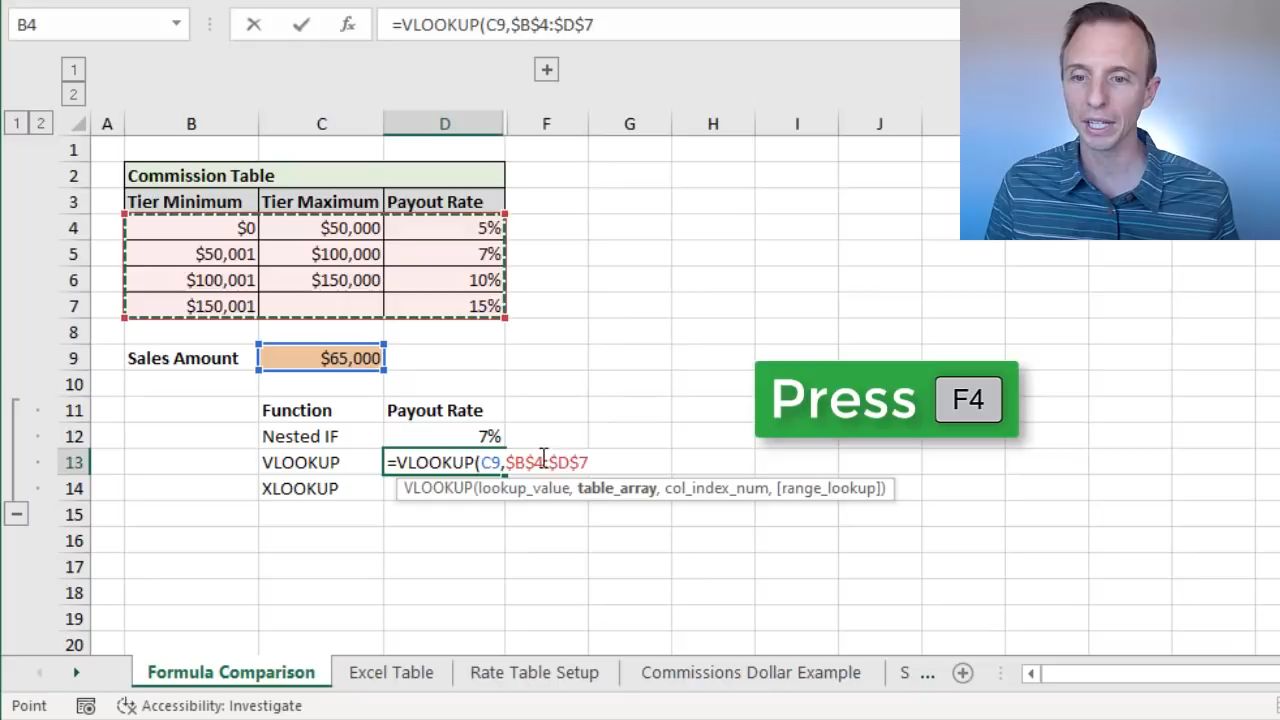 B4 =VLOOKUP(C9,$B$4:$D$7
1
2
1 2 A B C D F G H I J
1
2 Commission Table
3 Tier Minimum Tier Maximum Payout Rate
4 $0 $50,000 5%
5 $50,001 $100,000 7%
6 $100,001 $150,000 10%
7 $150,001 15%
8
9 Sales Amount $65,000
10
Press F4
11 Function Payout Rate
12 Nested IF 7%
13 VLOOKUP =VLOOKUP(C9,$B$4:$D$7
14 XLOOKUP VLOOKUP(lookup_value, table_array, col_index_num, [range_lookup])
15
16
17
18
19
20
Formula Comparison Excel Table Rate Table Setup Commissions Dollar Example S ...
Point Accessibility: Investigate